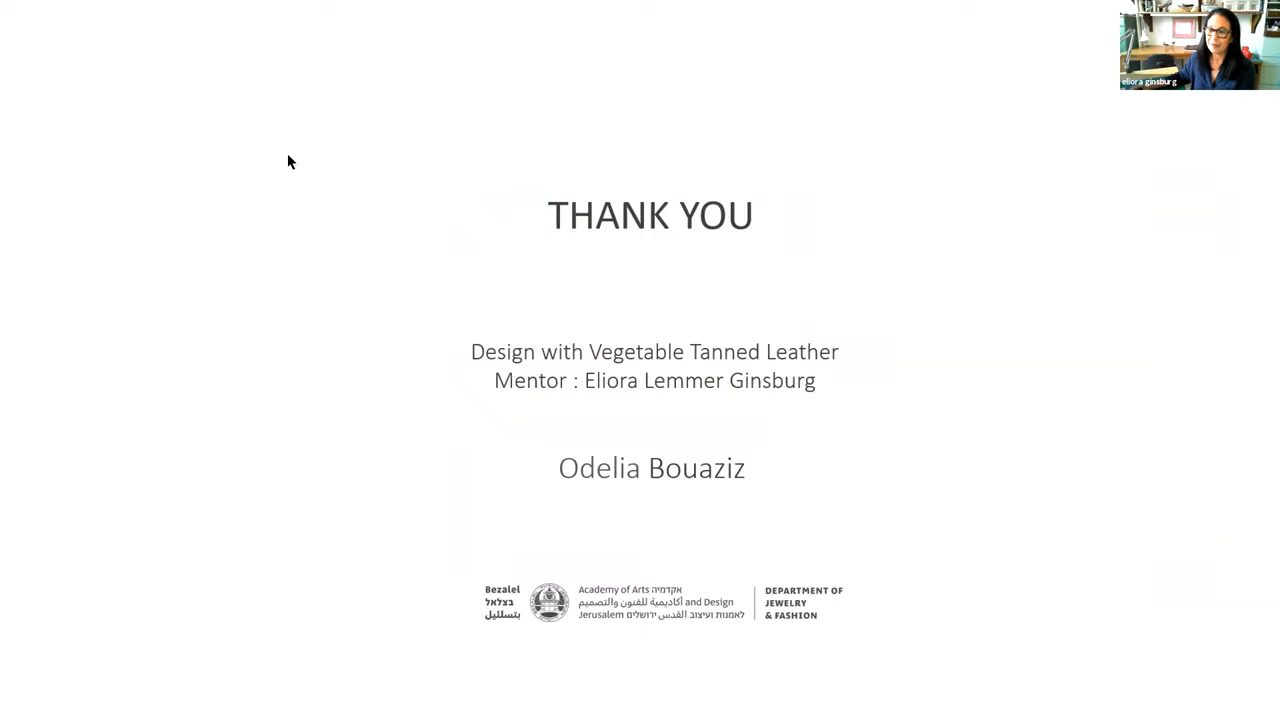 eliora ginsburg
THANK YOU
Design with Vegetable Tanned Leather
Mentor : Eliora Lemmer Ginsburg
Odelia Bouaziz
Bezalel
בצלאל
بتسلئيل
Academy of Arts אקדמיה
and Design أكاديمية للفنون والتصميم
Jerusalem לאמנות ועיצוב القدس ירושלים
DEPARTMENT OF
JEWELRY
& FASHION